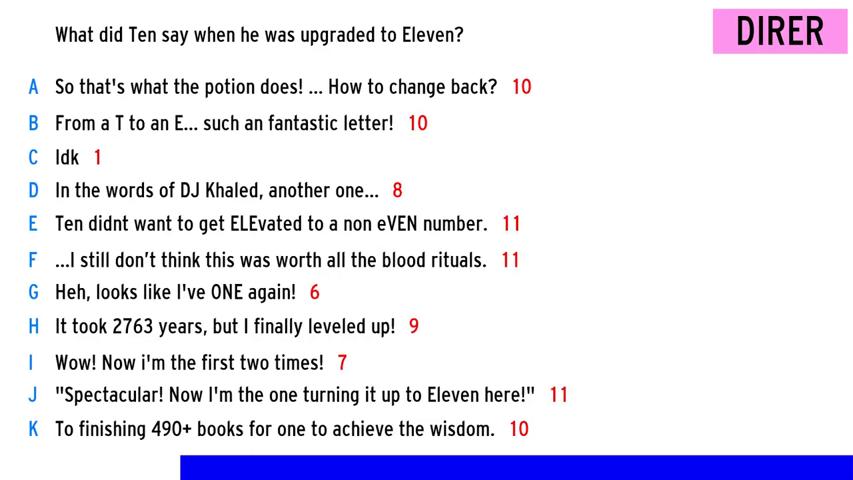 What did Ten say when he was upgraded to Eleven?
DIRER
A So that's what the potion does! ... How to change back? 10
B From a T to an E... such an fantastic letter! 10
C Idk 1
D In the words of DJ Khaled, another one... 8
E Ten didnt want to get ELEvated to a non eVEN number. 11
F ...I still don’t think this was worth all the blood rituals. 11
G Heh, looks like I've ONE again! 6
H It took 2763 years, but I finally leveled up! 9
I Wow! Now i'm the first two times! 7
J "Spectacular! Now I'm the one turning it up to Eleven here!" 11
K To finishing 490+ books for one to achieve the wisdom. 10